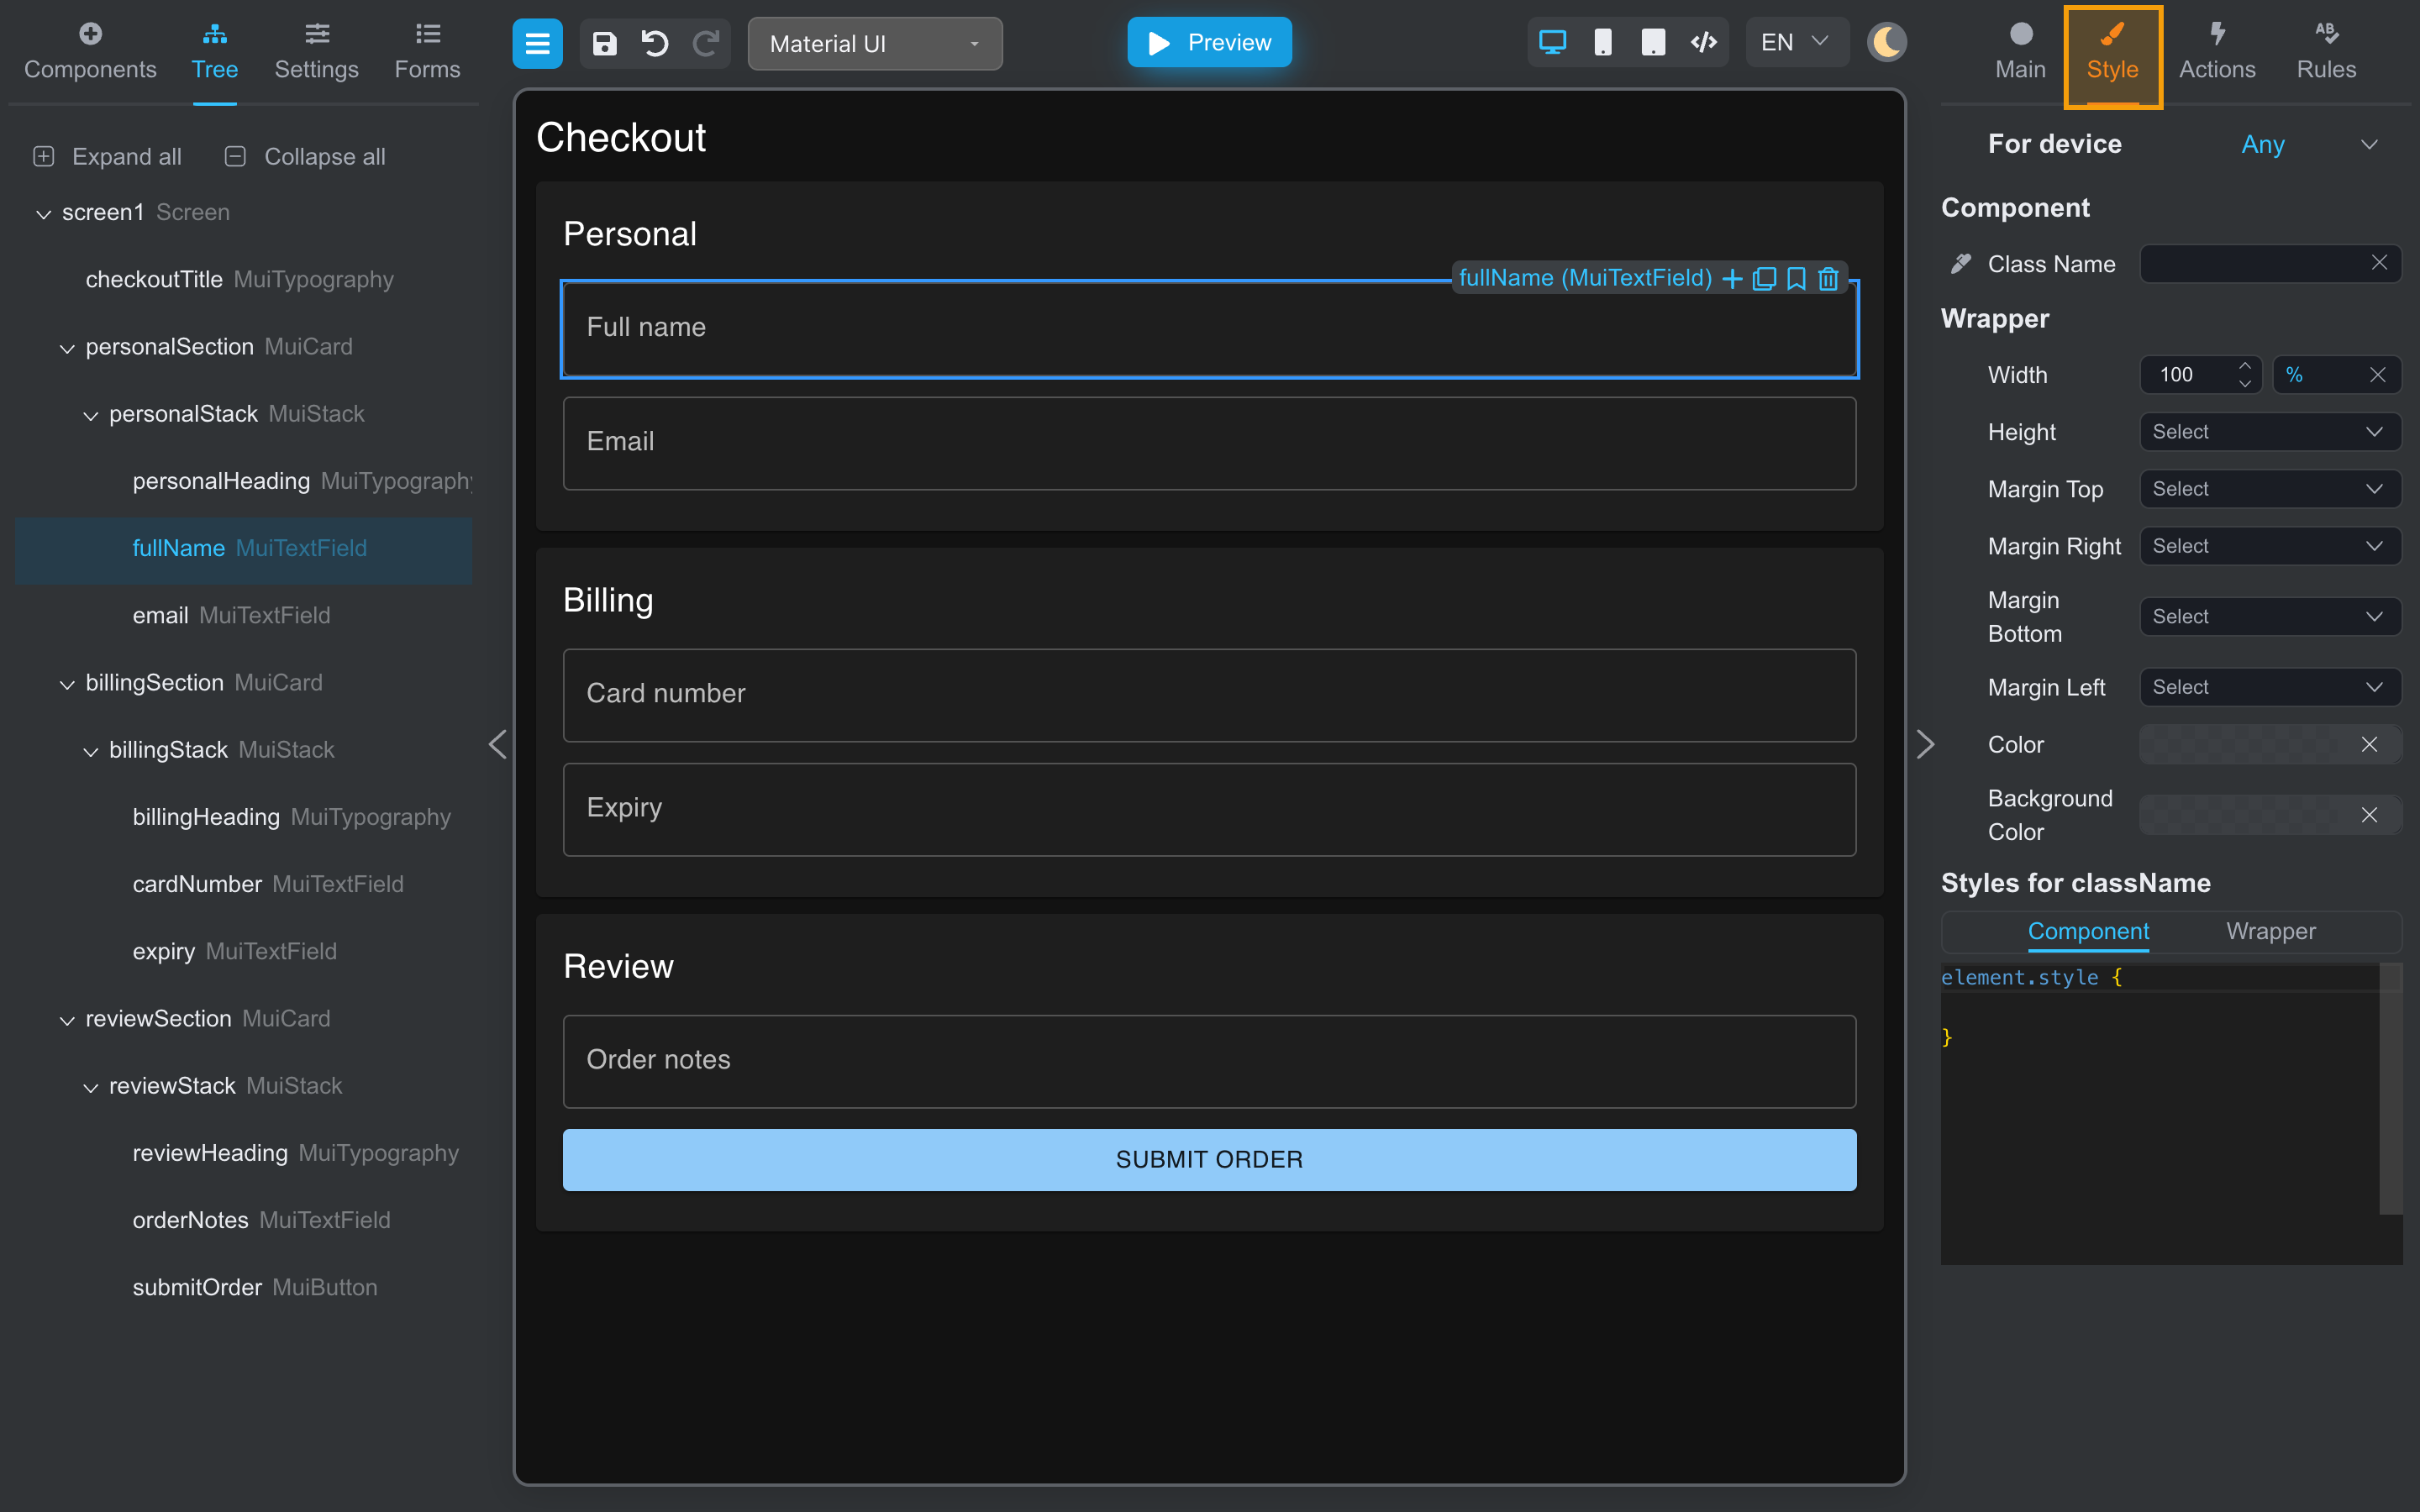 Components Tree Settings Forms
Material UI
Preview
EN
Main Style Actions Rules
Expand all Collapse all
screen1 Screen
checkoutTitle MuiTypography
personalSection MuiCard
personalStack MuiStack
personalHeading MuiTypography
fullName MuiTextField
email MuiTextField
billingSection MuiCard
billingStack MuiStack
billingHeading MuiTypography
cardNumber MuiTextField
expiry MuiTextField
reviewSection MuiCard
reviewStack MuiStack
reviewHeading MuiTypography
orderNotes MuiTextField
submitOrder MuiButton
Checkout
Personal
fullName (MuiTextField)
Full name
Email
Billing
Card number
Expiry
Review
Order notes
SUBMIT ORDER
For device Any
Component
Class Name
Wrapper
Width 100 %
Height Select
Margin Top Select
Margin Right Select
Margin
Bottom Select
Margin Left Select
Color
Background
Color
Styles for className
Component Wrapper
element.style {
}